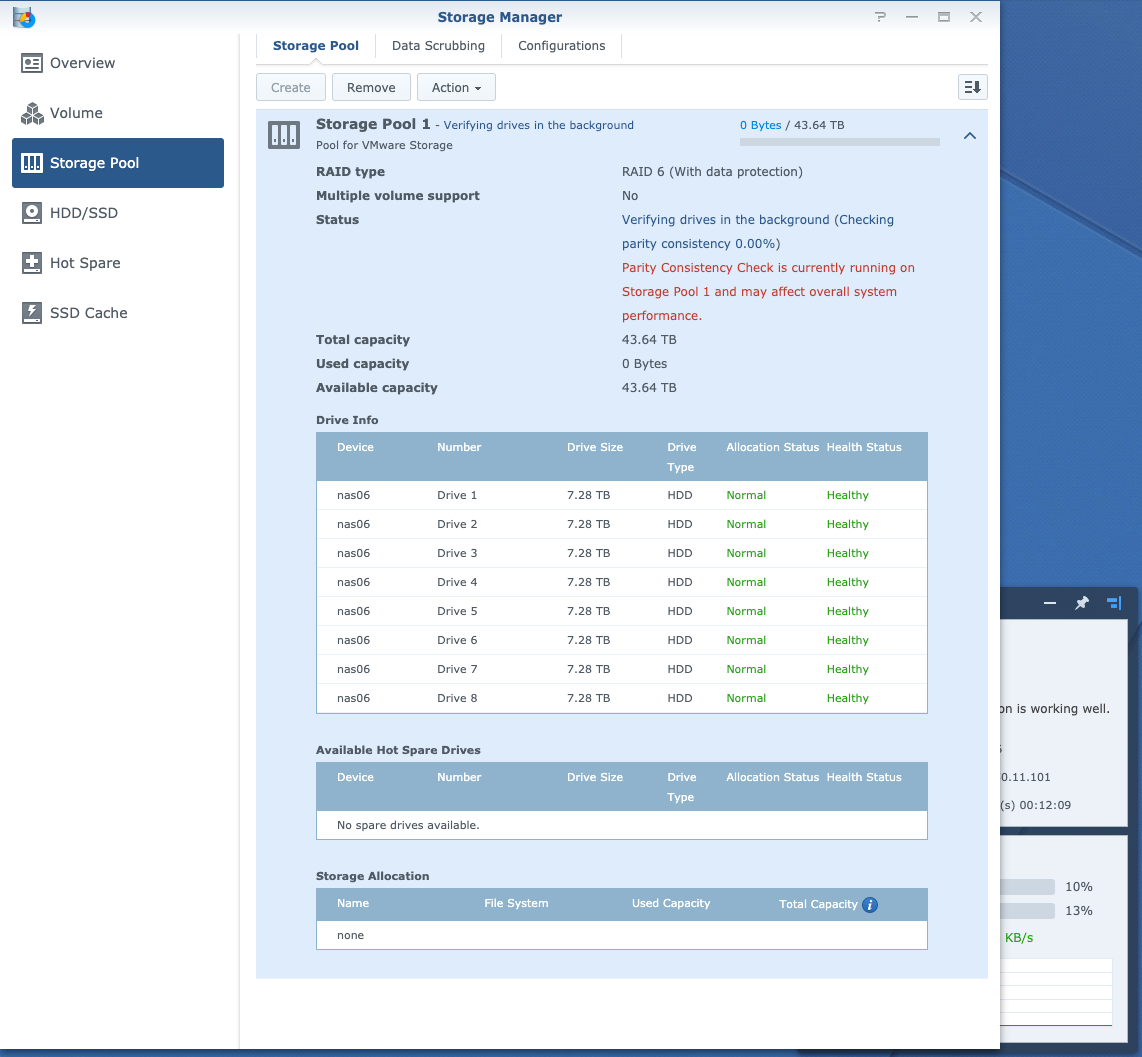 Storage Manager
Overview
Volume
Storage Pool
HDD/SSD
Hot Spare
SSD Cache
Storage Pool Data Scrubbing Configurations
Create Remove Action
Storage Pool 1 - Verifying drives in the background 0 Bytes / 43.64 TB
Pool for VMware Storage
RAID type RAID 6 (With data protection)
Multiple volume support No
Status Verifying drives in the background (Checking
parity consistency 0.00%)
Parity Consistency Check is currently running on
Storage Pool 1 and may affect overall system
performance.
Total capacity 43.64 TB
Used capacity 0 Bytes
Available capacity 43.64 TB
Drive Info
Device Number Drive Size Drive Allocation Status Health Status
Type
nas06 Drive 1 7.28 TB HDD Normal Healthy
nas06 Drive 2 7.28 TB HDD Normal Healthy
nas06 Drive 3 7.28 TB HDD Normal Healthy
nas06 Drive 4 7.28 TB HDD Normal Healthy
nas06 Drive 5 7.28 TB HDD Normal Healthy
nas06 Drive 6 7.28 TB HDD Normal Healthy
nas06 Drive 7 7.28 TB HDD Normal Healthy
nas06 Drive 8 7.28 TB HDD Normal Healthy
Available Hot Spare Drives
Device Number Drive Size Drive Allocation Status Health Status
Type
No spare drives available.
Storage Allocation
Name File System Used Capacity Total Capacity
none
on is working well.
0.11.101
(s) 00:12:09
10%
13%
KB/s